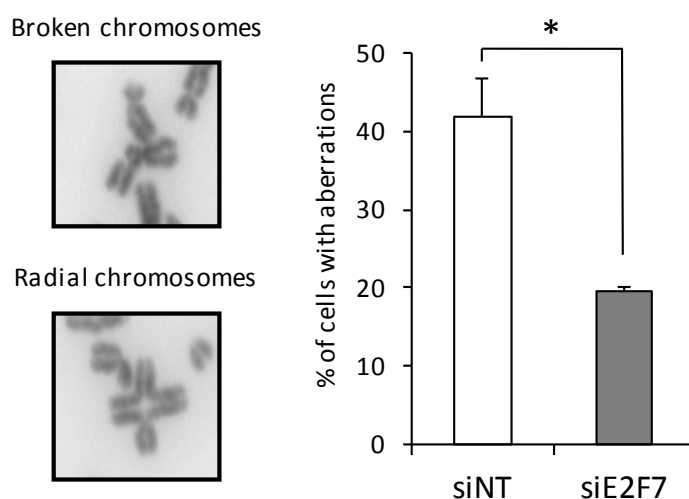 Broken chromosomes
Radial chromosomes
% of cells with aberrations
50
40
30
20
10
0
*
siNT
siE2F7